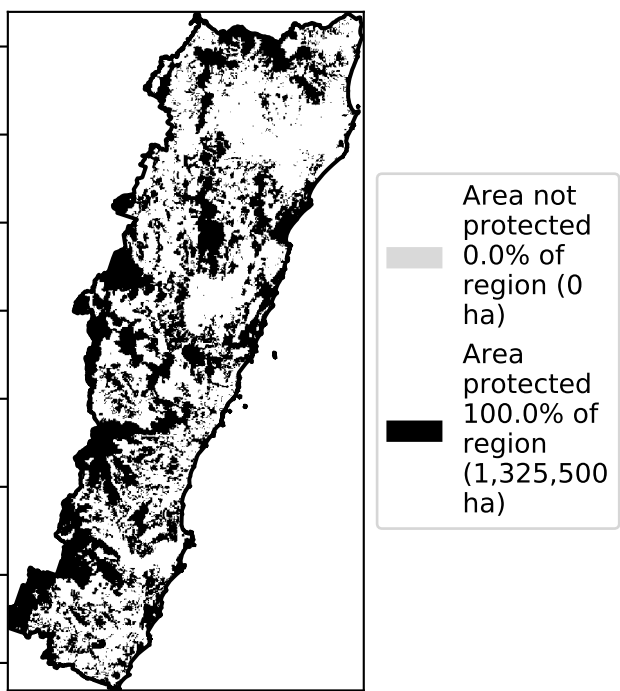 Area not
protected
0.0% of
region (0
ha)
Area
protected
100.0% of
region
(1,325,500
ha)